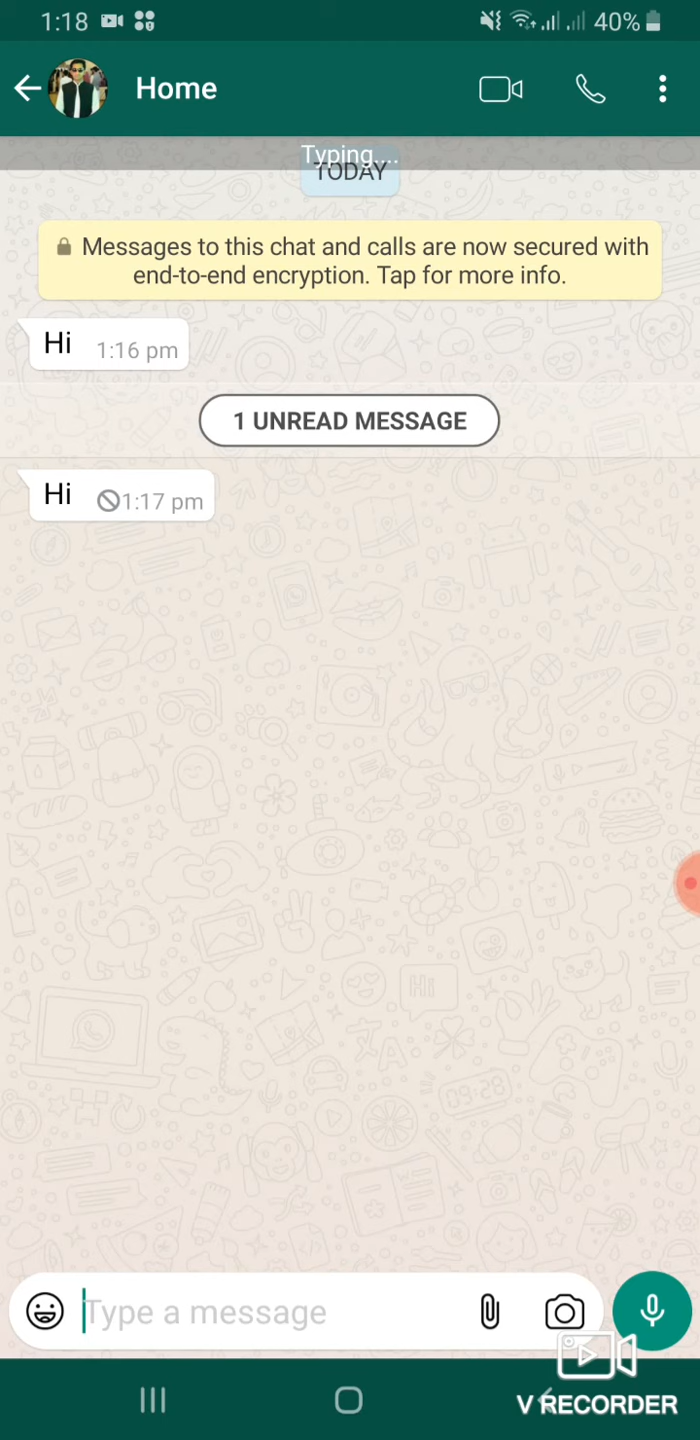 1:18 40%
Home
Typing....
TODAY
Messages to this chat and calls are now secured with
end-to-end encryption. Tap for more info.
Hi 1:16 pm
1 UNREAD MESSAGE
Hi 1:17 pm
Type a message
V RECORDER